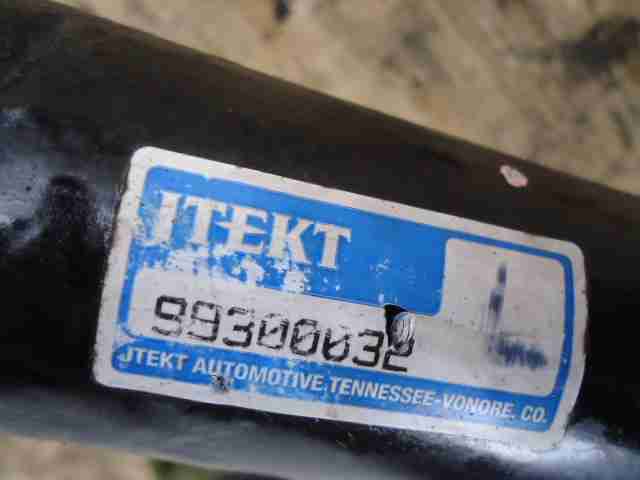 JTEKT
99300032
JTEKT AUTOMOTIVE TENNESSEE-VONORE, CO.